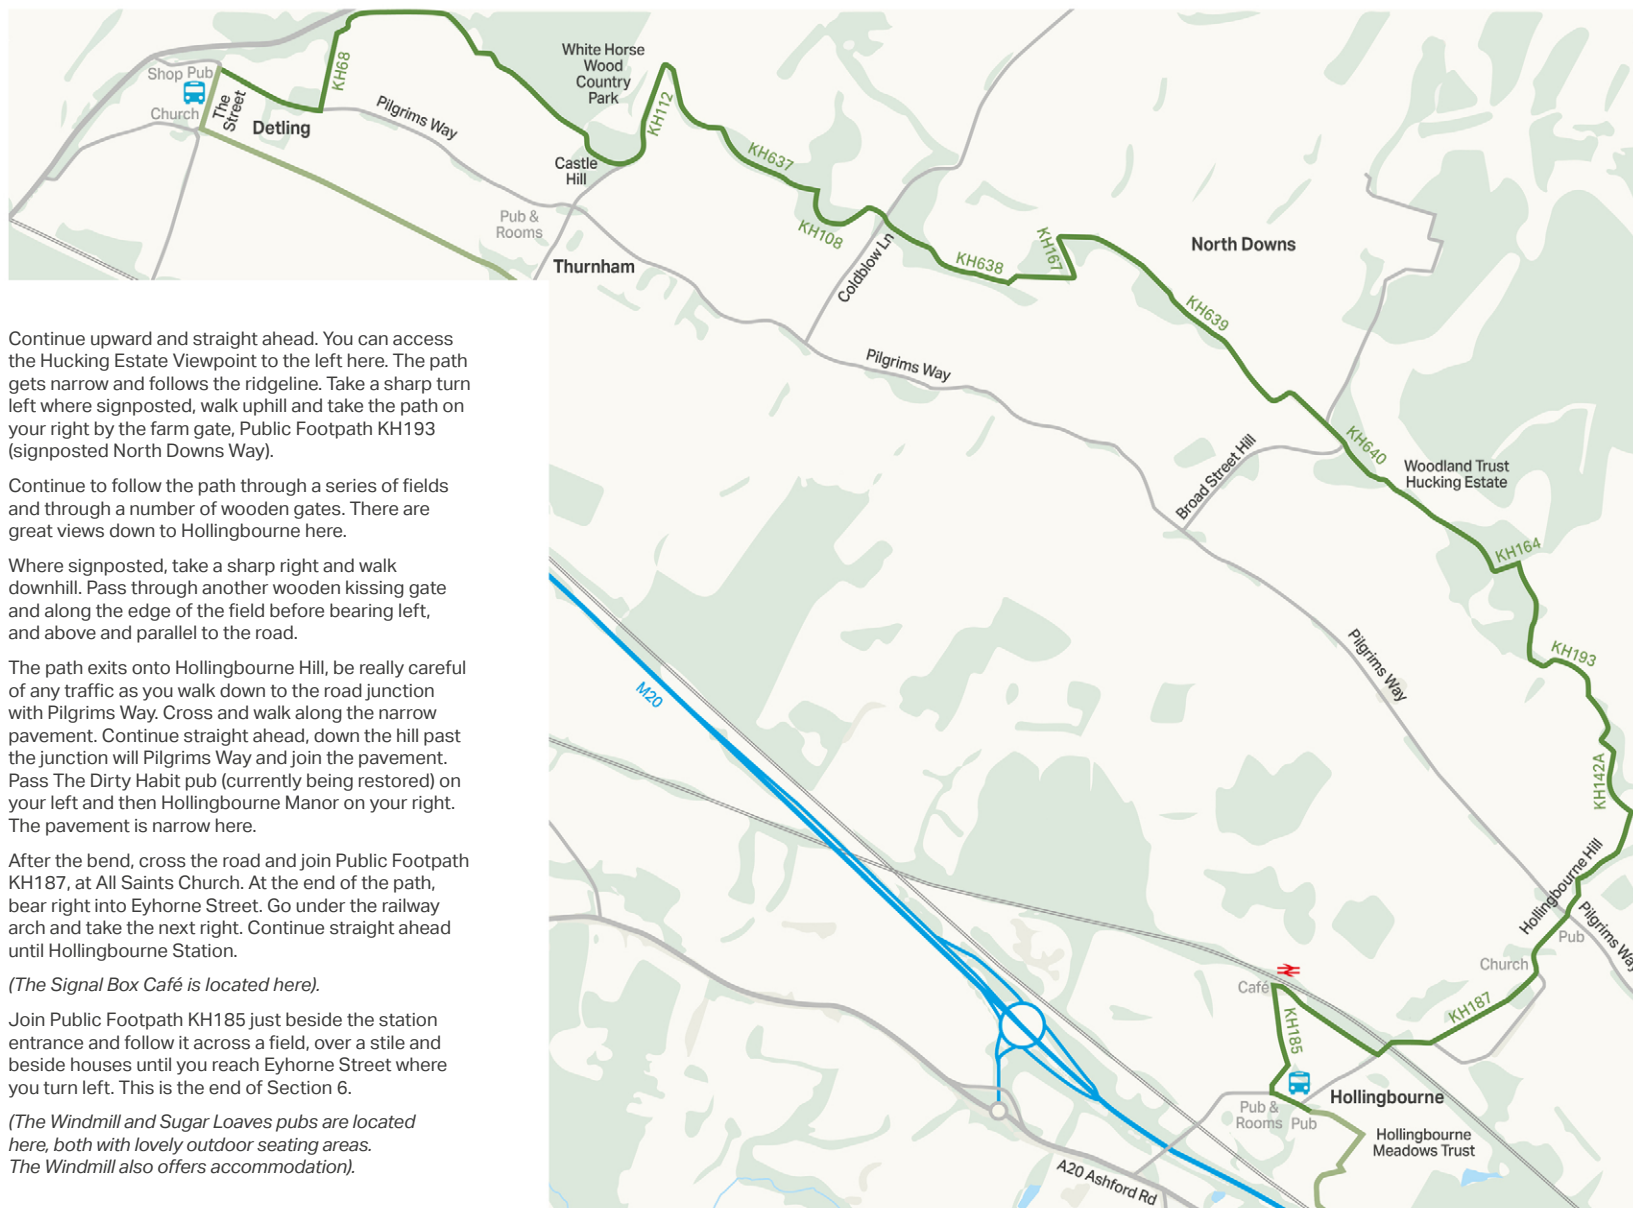 Shop Pub
Church
The
Street
Detling
KH68
Pilgrims Way
White Horse
Wood
Country
Park
KH112
Castle
Hill
KH637
KH108
Pub &
Rooms
Thurnham
Coldblow Ln
KH638
KH167
North Downs
KH639
Pilgrims Way
Broad Street Hill
KH640
Woodland Trust
Hucking Estate
KH164
Pilgrims Way
KH193
KH142A
M20
Hollingbourne Hill
Pilgrims Way
Pub
Church
KH187
Café
KH185
Hollingbourne
Pub &
Rooms
Pub
Hollingbourne
Meadows Trust
A20 Ashford Rd
Continue upward and straight ahead. You can access
the Hucking Estate Viewpoint to the left here. The path
gets narrow and follows the ridgeline. Take a sharp turn
left where signposted, walk uphill and take the path on
your right by the farm gate, Public Footpath KH193
(signposted North Downs Way).
Continue to follow the path through a series of fields
and through a number of wooden gates. There are
great views down to Hollingbourne here.
Where signposted, take a sharp right and walk
downhill. Pass through another wooden kissing gate
and along the edge of the field before bearing left,
and above and parallel to the road.
The path exits onto Hollingbourne Hill, be really careful
of any traffic as you walk down to the road junction
with Pilgrims Way. Cross and walk along the narrow
pavement. Continue straight ahead, down the hill past
the junction will Pilgrims Way and join the pavement.
Pass The Dirty Habit pub (currently being restored) on
your left and then Hollingbourne Manor on your right.
The pavement is narrow here.
After the bend, cross the road and join Public Footpath
KH187, at All Saints Church. At the end of the path,
bear right into Eyhorne Street. Go under the railway
arch and take the next right. Continue straight ahead
until Hollingbourne Station.
(The Signal Box Café is located here).
Join Public Footpath KH185 just beside the station
entrance and follow it across a field, over a stile and
beside houses until you reach Eyhorne Street where
you turn left. This is the end of Section 6.
(The Windmill and Sugar Loaves pubs are located
here, both with lovely outdoor seating areas.
The Windmill also offers accommodation).